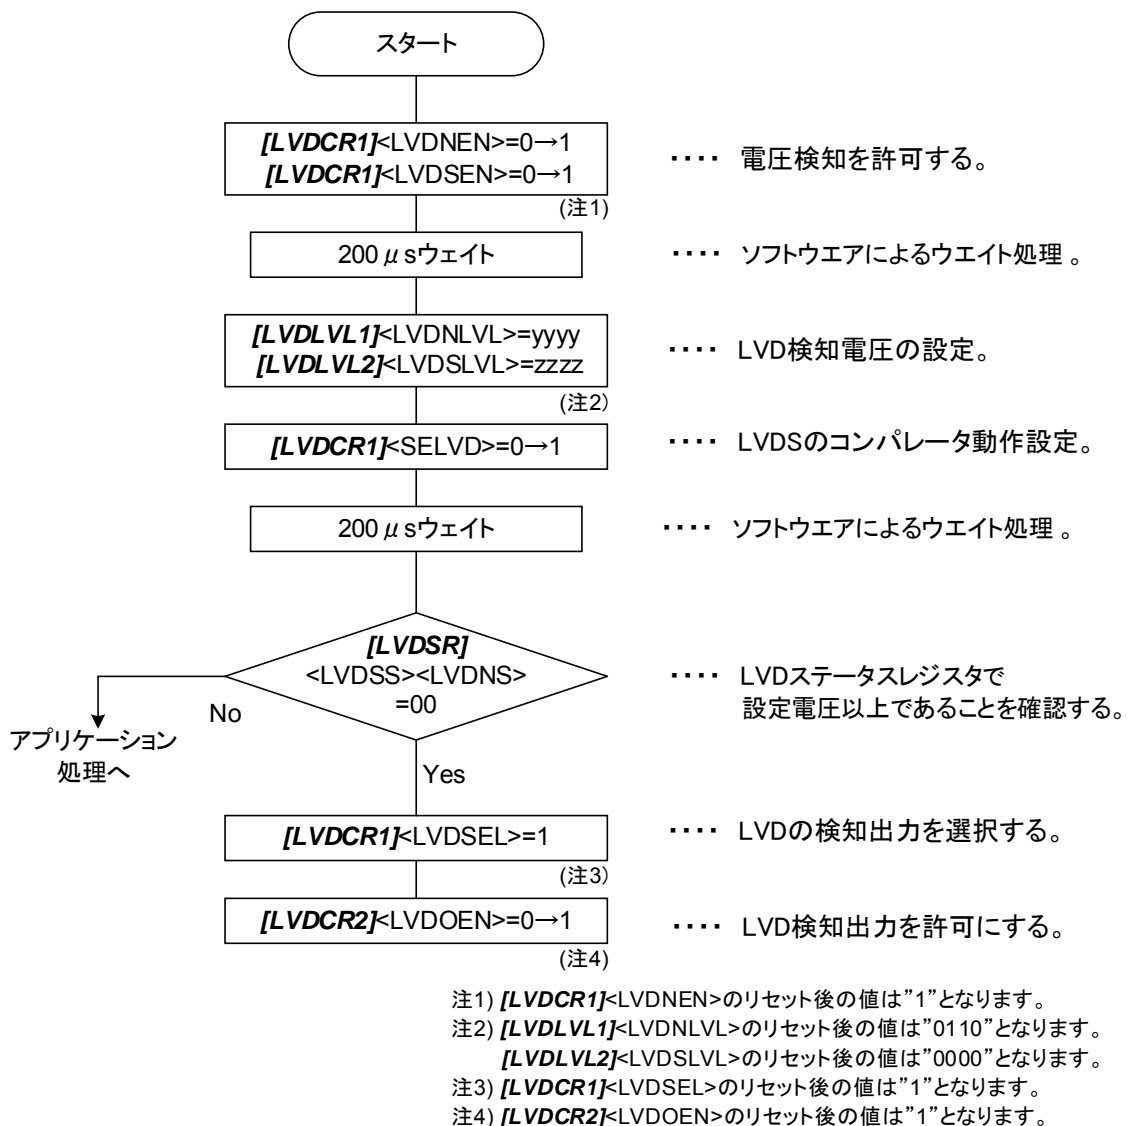 スタート
[LVDCR1]<LVDNEN>=0→1
[LVDCR1]<LVDSEN>=0→1
(注1)
‥‥ 電圧検知を許可する。
200μsウェイト
‥‥ ソフトウエアによるウエイト処理 。
[LVDLVL1]<LVDNLVL>=yyyy
[LVDLVL2]<LVDSLVL>=zzzz
(注2)
‥‥ LVD検知電圧の設定。
[LVDCR1]<SELVD>=0→1
‥‥ LVDSのコンパレータ動作設定。
200μsウェイト
‥‥ ソフトウエアによるウエイト処理 。
[LVDSR]
<LVDSS><LVDNS>
=00
‥‥ LVDステータスレジスタで
設定電圧以上であることを確認する。
No
アプリケーション
処理へ
Yes
[LVDCR1]<LVDSEL>=1
(注3)
‥‥ LVDの検知出力を選択する。
[LVDCR2]<LVDOEN>=0→1
(注4)
‥‥ LVD検知出力を許可にする。
注1) [LVDCR1]<LVDNEN>のリセット後の値は”1”となります。
注2) [LVDLVL1]<LVDNLVL>のリセット後の値は”0110”となります。
[LVDLVL2]<LVDSLVL>のリセット後の値は”0000”となります。
注3) [LVDCR1]<LVDSEL>のリセット後の値は”1”となります。
注4) [LVDCR2]<LVDOEN>のリセット後の値は”1”となります。